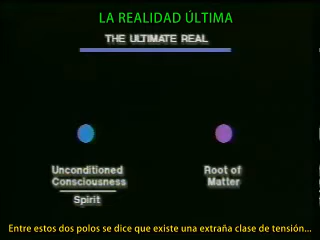 LA REALIDAD ÚLTIMA
THE ULTIMATE REAL
Unconditioned
Consciousness
Spirit
Root of
Matter
Entre estos dos polos se dice que existe una extraña clase de tensión...